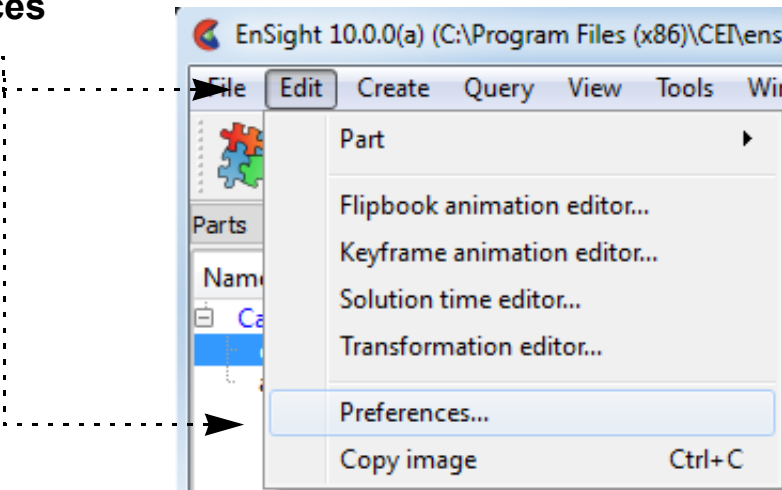 ces
EnSight 10.0.0(a) (C:\Program Files (x86)\CEI\ens
File Edit Create Query View Tools Wi
Part
Flipbook animation editor...
Parts
Keyframe animation editor...
Name
Solution time editor...
Ca
Transformation editor...
Preferences...
Copy image Ctrl+C